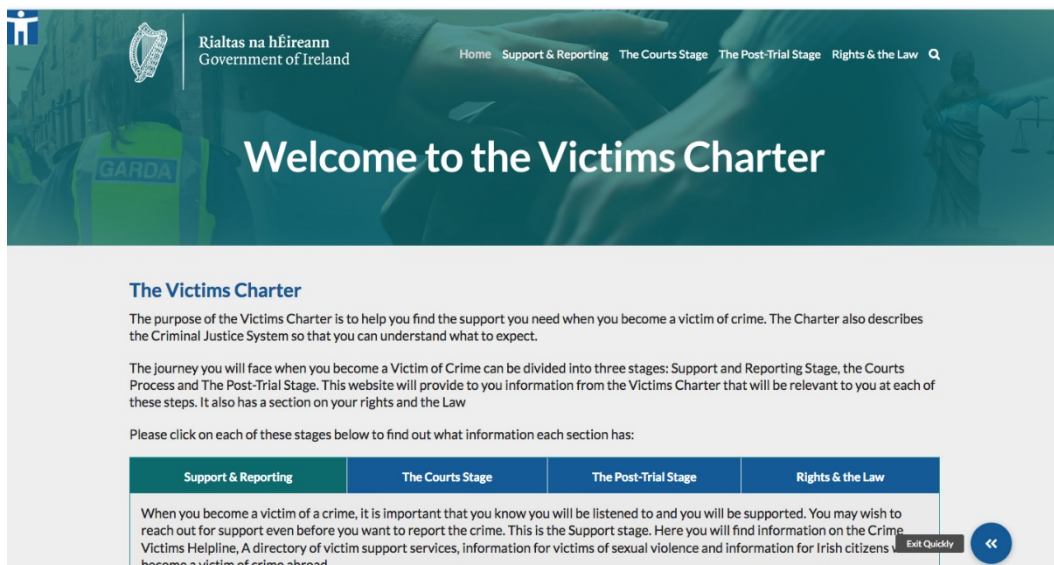 Rialtas na hÉireann
Government of Ireland
Home Support & Reporting The Courts Stage The Post-Trial Stage Rights & the Law
GARDA
Welcome to the Victims Charter
The Victims Charter
The purpose of the Victims Charter is to help you find the support you need when you become a victim of crime. The Charter also describes
the Criminal Justice System so that you can understand what to expect.
The journey you will face when you become a Victim of Crime can be divided into three stages: Support and Reporting Stage, the Courts
Process and The Post-Trial Stage. This website will provide to you information from the Victims Charter that will be relevant to you at each of
these steps. It also has a section on your rights and the Law
Please click on each of these stages below to find out what information each section has:
Support & Reporting The Courts Stage The Post-Trial Stage Rights & the Law
When you become a victim of a crime, it is important that you know you will be listened to and you will be supported. You may wish to
reach out for support even before you want to report the crime. This is the Support stage. Here you will find information on the Crime
Victims Helpline, A directory of victim support services, information for victims of sexual violence and information for Irish citizens
Exit Quickly
become a victim of crime abroad